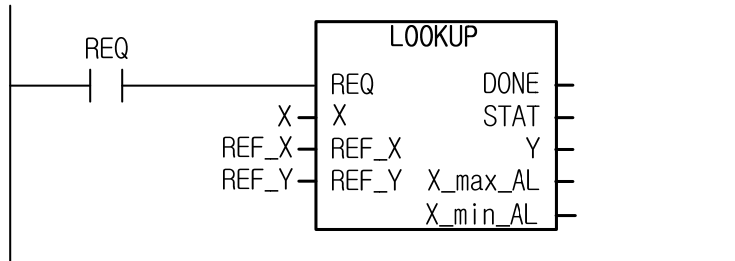 LOOKUP
REQ
REQ DONE
X X STAT
REF_X REF_X Y
REF_Y REF_Y X_max_AL
X_min_AL